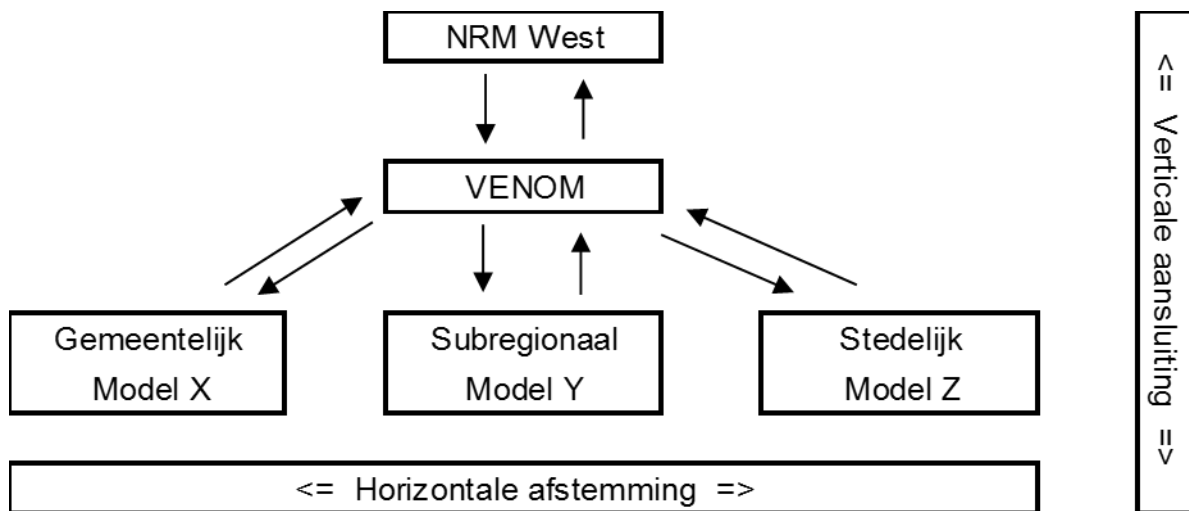 NRM West
VENOM
Gemeentelijk
Model X
Subregionaal
Model Y
Stedelijk
Model Z
<= Horizontale afstemming =>
<= Verticale aansluiting =>